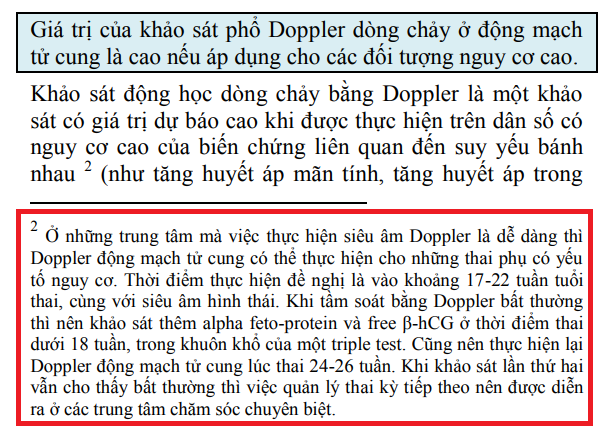 Giá trị của khảo sát phổ Doppler dòng chảy ở động mạch
tử cung là cao nếu áp dụng cho các đối tượng nguy cơ cao.
Khảo sát động học dòng chảy bằng Doppler là một khảo
sát có giá trị dự báo cao khi được thực hiện trên dân số có
nguy cơ cao của biến chứng liên quan đến suy yếu bánh
nhau 2 (như tăng huyết áp mãn tính, tăng huyết áp trong
2 Ở những trung tâm mà việc thực hiện siêu âm Doppler là dễ dàng thì
Doppler động mạch tử cung có thể thực hiện cho những thai phụ có yếu
tố nguy cơ. Thời điểm thực hiện đề nghị là vào khoảng 17-22 tuần tuổi
thai, cùng với siêu âm hình thái. Khi tầm soát bằng Doppler bất thường
thì nên khảo sát thêm alpha feto-protein và free β-hCG ở thời điểm thai
dưới 18 tuần, trong khuôn khổ của một triple test. Cũng nên thực hiện lại
Doppler động mạch tử cung lúc thai 24-26 tuần. Khi khảo sát lần thứ hai
vẫn cho thấy bất thường thì việc quản lý thai kỳ tiếp theo nên được diễn
ra ở các trung tâm chăm sóc chuyên biệt.